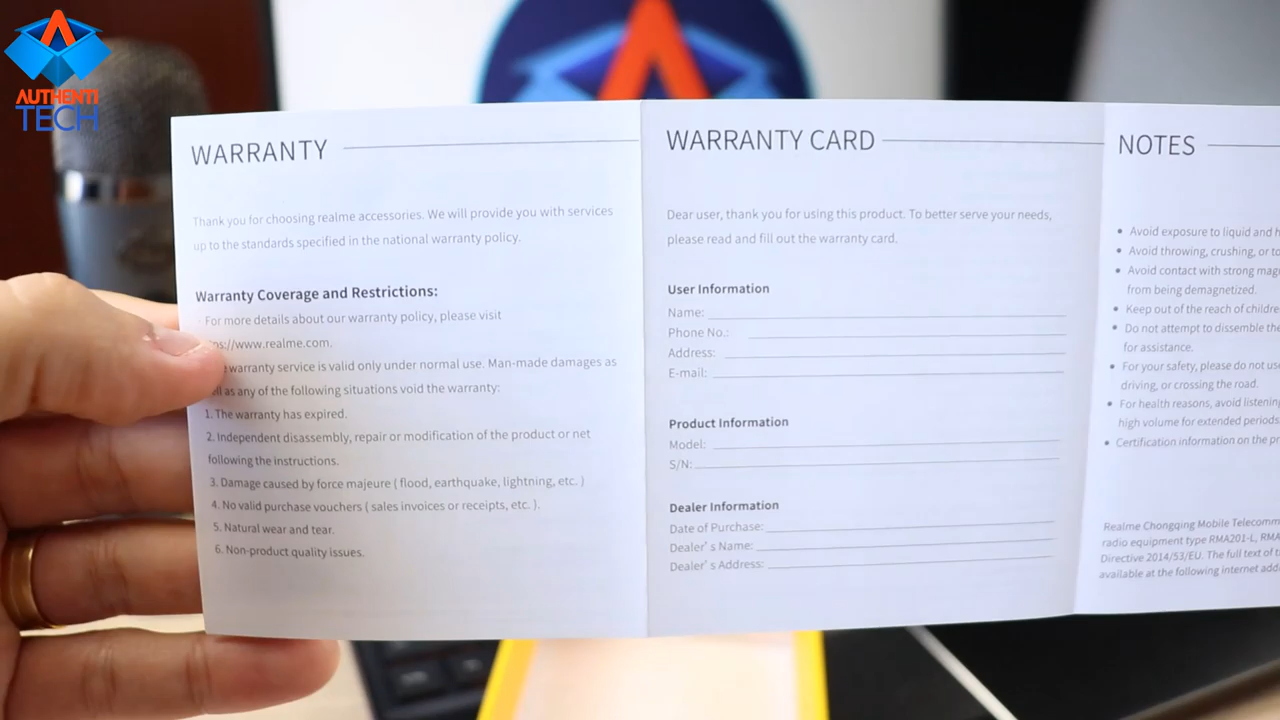 AUTHENTI
TECH
WARRANTY
Thank you for choosing realme accessories. We will provide you with services
up to the standards specified in the national warranty policy.
Warranty Coverage and Restrictions:
For more details about our warranty policy, please visit
s://www.realme.com.
warranty service is valid only under normal use. Man-made damages as
as any of the following situations void the warranty:
1. The warranty has expired.
2. Independent disassembly, repair or modification of the product or net
following the instructions.
3. Damage caused by force majeure ( flood, earthquake, lightning, etc. )
4. No valid purchase vouchers ( sales invoices or receipts, etc. ).
5. Natural wear and tear.
6. Non-product quality issues.
WARRANTY CARD
Dear user, thank you for using this product. To better serve your needs,
please read and fill out the warranty card.
User Information
Name:
Phone No.:
Address:
E-mail:
Product Information
Model:
S/N:
Dealer Information
Date of Purchase:
Dealer's Name:
Dealer's Address:
NOTES
• Avoid exposure to liquid and
• Avoid throwing, crushing, or
• Avoid contact with strong
from being demagnetized.
• Keep out of the reach of
• Do not attempt to dissemble
for assistance.
• For your safety, please do not
driving, or crossing the road.
• For health reasons, avoid
high volume for extended
• Certification information on the
Realme Chongqing Mobile
radio equipment type RMA201-L,
Directive 2014/53/EU. The full text of
available at the following internet